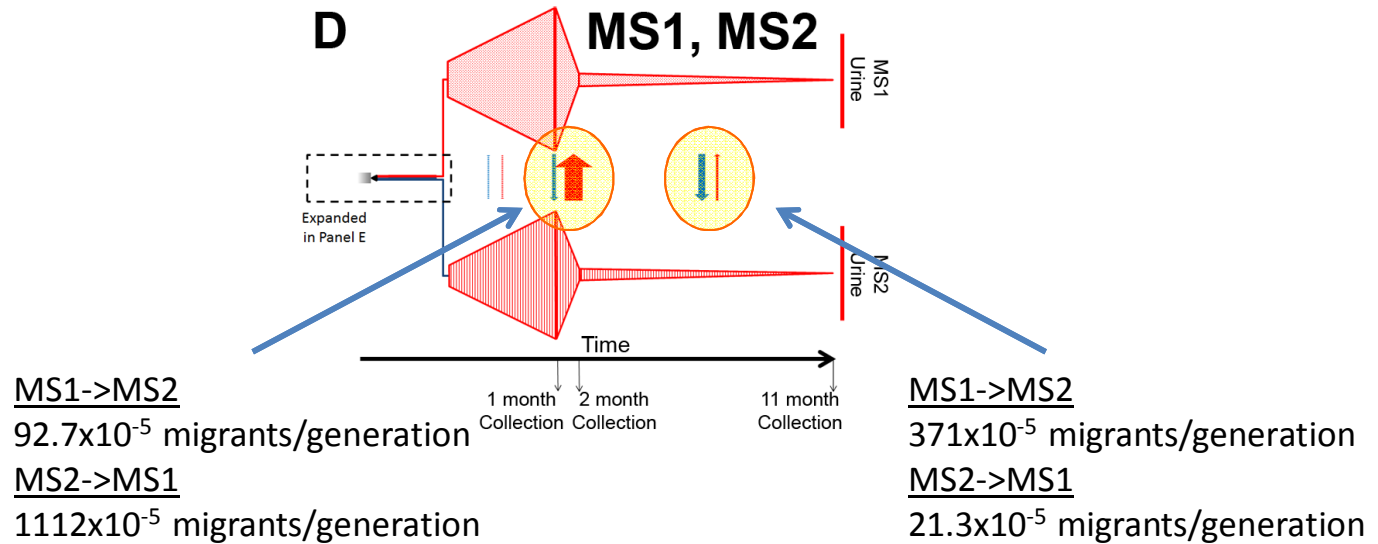 D
MS1, MS2
MS1
Urine
Expanded
in Panel E
MS2
Urine
Time
1 month
Collection
2 month
Collection
11 month
Collection
MS1->MS2
92.7x10⁻⁵ migrants/generation
MS2->MS1
1112x10⁻⁵ migrants/generation
MS1->MS2
371x10⁻⁵ migrants/generation
MS2->MS1
21.3x10⁻⁵ migrants/generation